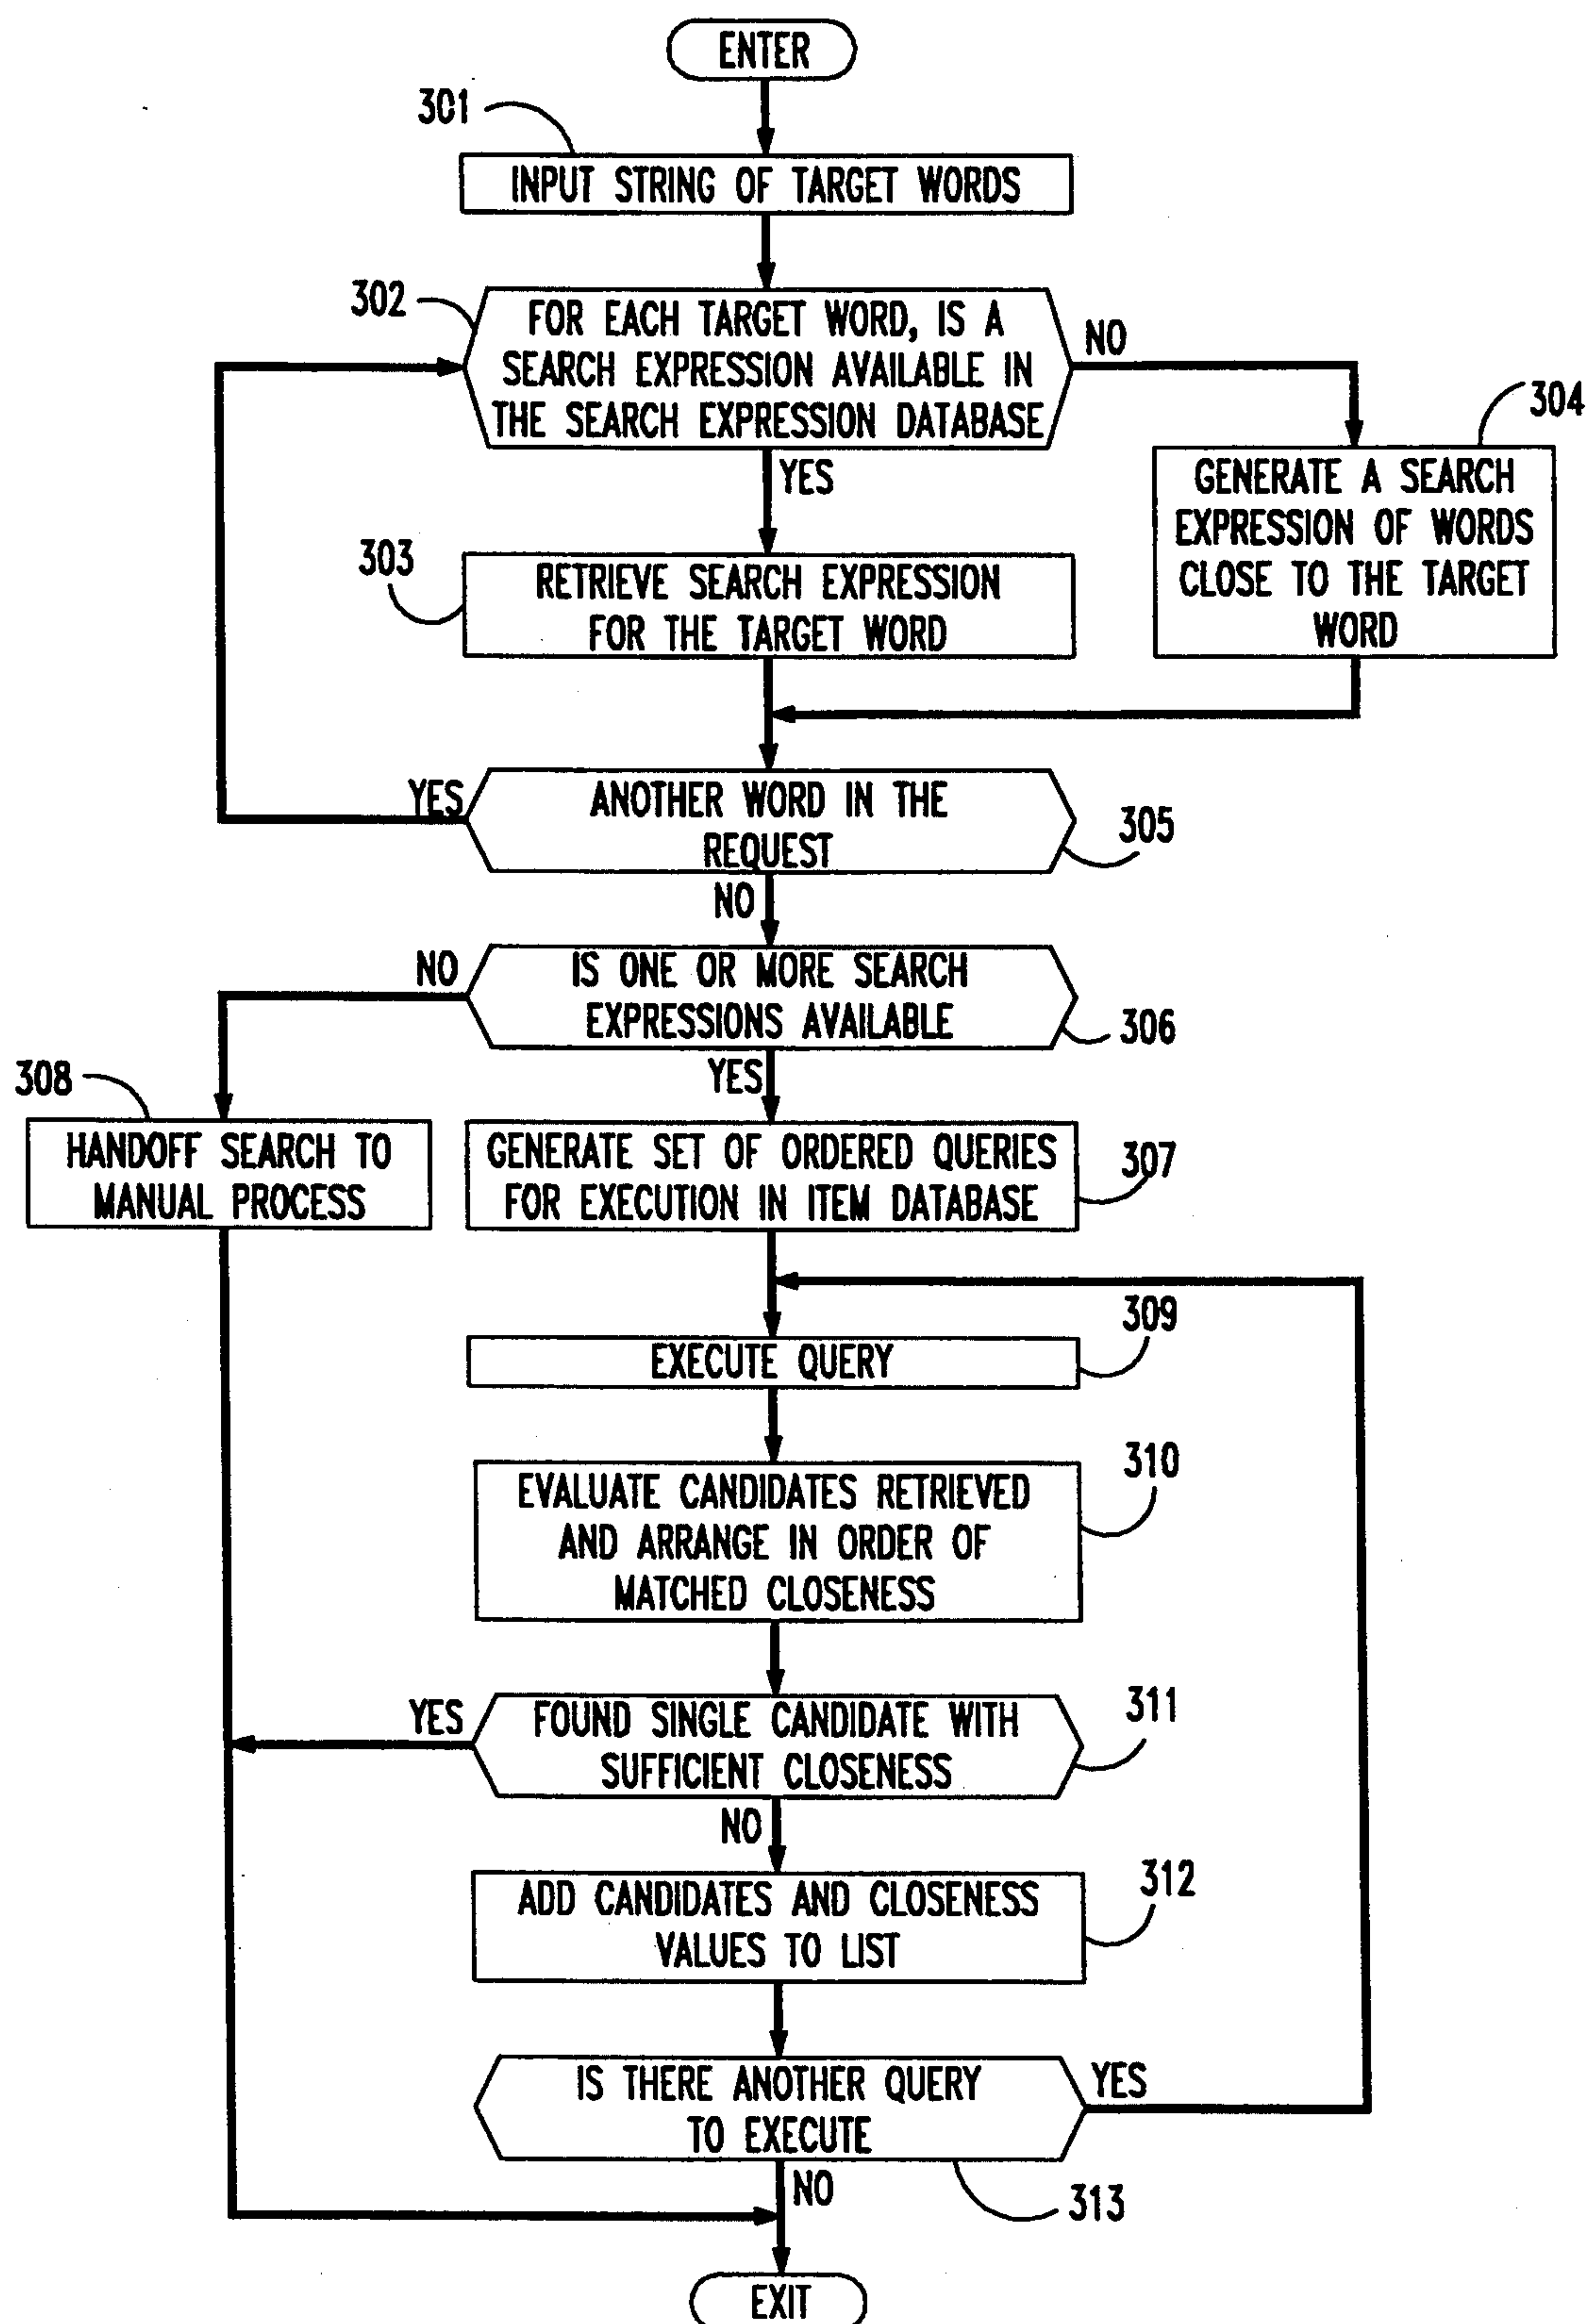 ENTER
301
INPUT STRING OF TARGET WORDS
302
FOR EACH TARGET WORD, IS A
SEARCH EXPRESSION AVAILABLE IN
THE SEARCH EXPRESSION DATABASE
NO
304
YES
GENERATE A SEARCH
EXPRESSION OF WORDS
CLOSE TO THE TARGET
WORD
303
RETRIEVE SEARCH EXPRESSION
FOR THE TARGET WORD
YES
ANOTHER WORD IN THE
REQUEST
305
NO
NO
IS ONE OR MORE SEARCH
EXPRESSIONS AVAILABLE
306
YES
308
HANDOFF SEARCH TO
MANUAL PROCESS
GENERATE SET OF ORDERED QUERIES
FOR EXECUTION IN ITEM DATABASE
307
309
EXECUTE QUERY
310
EVALUATE CANDIDATES RETRIEVED
AND ARRANGE IN ORDER OF
MATCHED CLOSENESS
YES
FOUND SINGLE CANDIDATE WITH
SUFFICIENT CLOSENESS
311
NO
312
ADD CANDIDATES AND CLOSENESS
VALUES TO LIST
IS THERE ANOTHER QUERY
TO EXECUTE
YES
NO
313
EXIT